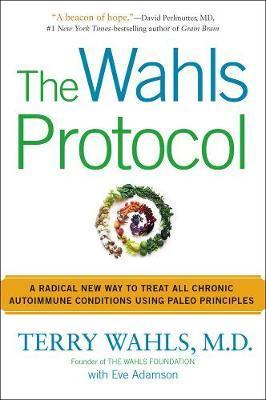 "A beacon of hope."—David Perlmutter, MD,
#1 New York Times-bestselling author of Grain Brain
The Wahls
Protocol
A RADICAL NEW WAY TO TREAT ALL CHRONIC
AUTOIMMUNE CONDITIONS USING PALEO PRINCIPLES
TERRY WAHLS, M.D.
Founder of THE WAHLS FOUNDATION
with Eve Adamson